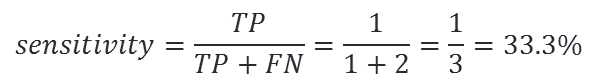 sensitivity = TP / (TP + FN) = 1 / (1 + 2) = 1 / 3 = 33.3%